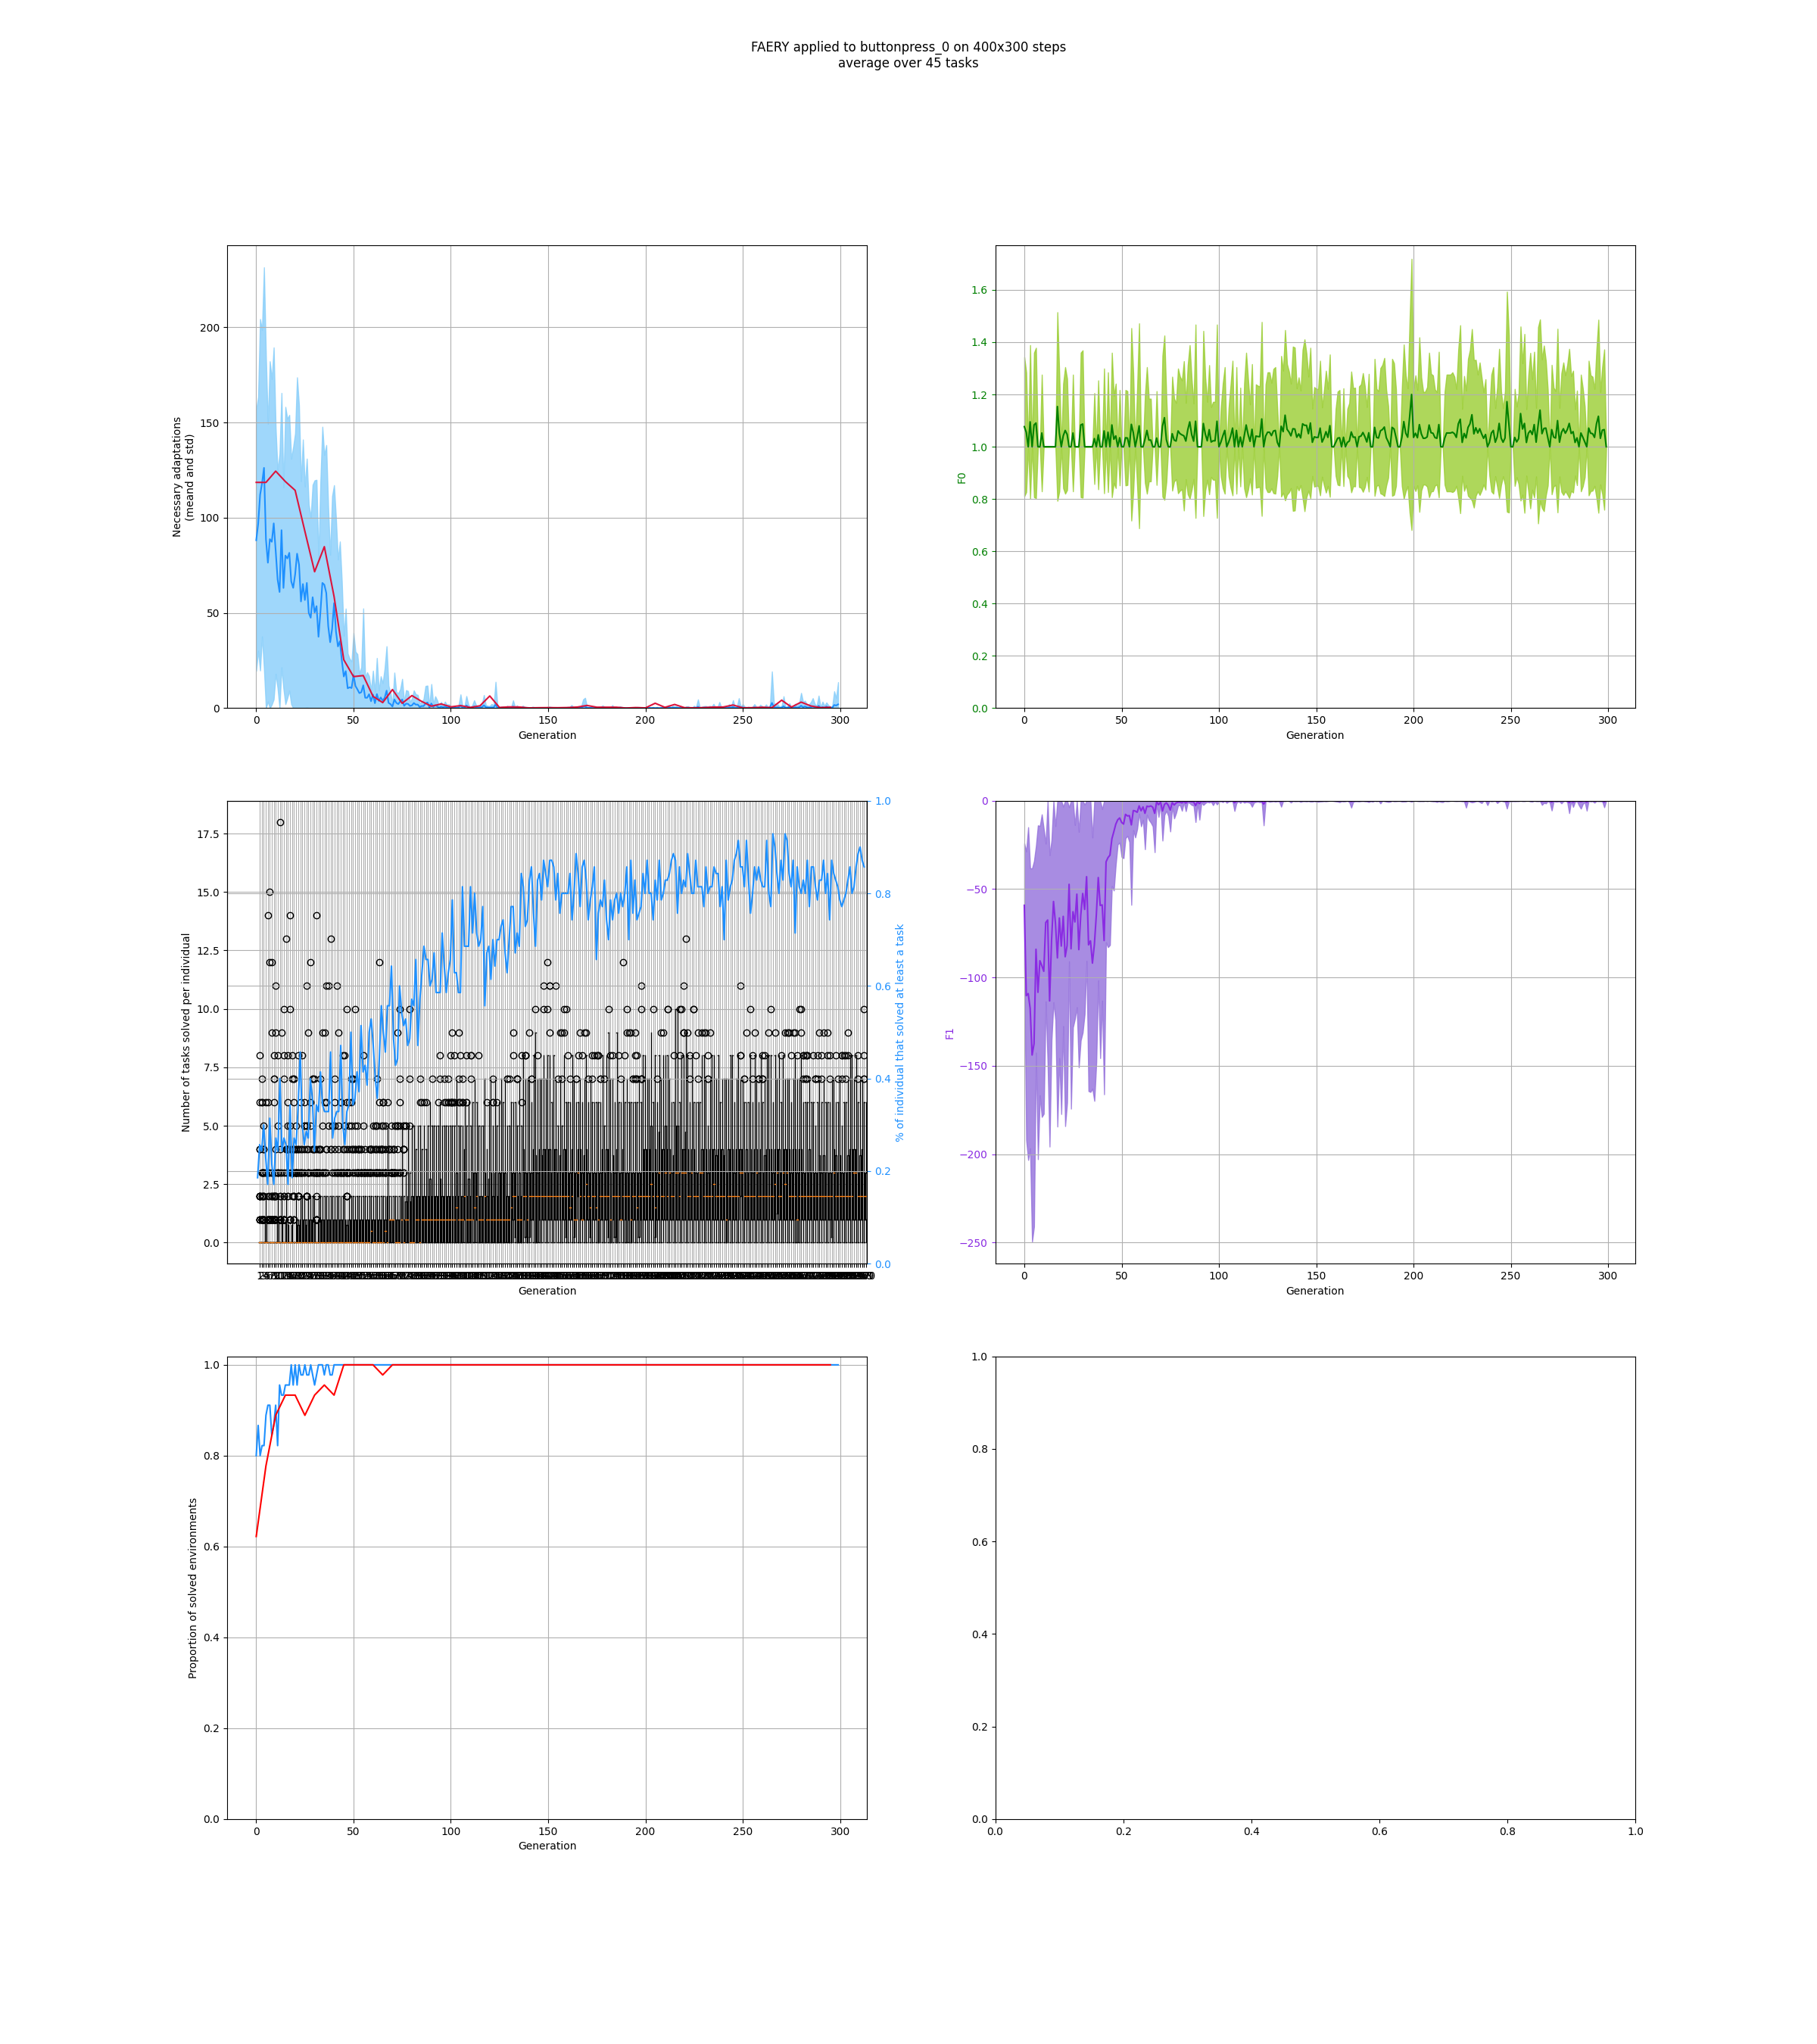 FAERY applied to buttonpress_0 on 400x300 steps
average over 45 tasks
Necessary adaptations
(meand and std)
200
150
100
50
0
0 50 100 150 200 250 300
Generation
F0
1.6
1.4
1.2
1.0
0.8
0.6
0.4
0.2
0.0
0 50 100 150 200 250 300
Generation
Number of tasks solved per individual
17.5
15.0
12.5
10.0
7.5
5.0
2.5
0.0
Generation
1.0
0.8
0.6
0.4
0.2
0.0
% of individual that solved at least a task
F1
0
−50
−100
−150
−200
−250
0 50 100 150 200 250 300
Generation
Proportion of solved environments
1.0
0.8
0.6
0.4
0.2
0.0
0 50 100 150 200 250 300
Generation
1.0
0.8
0.6
0.4
0.2
0.0
0.0 0.2 0.4 0.6 0.8 1.0